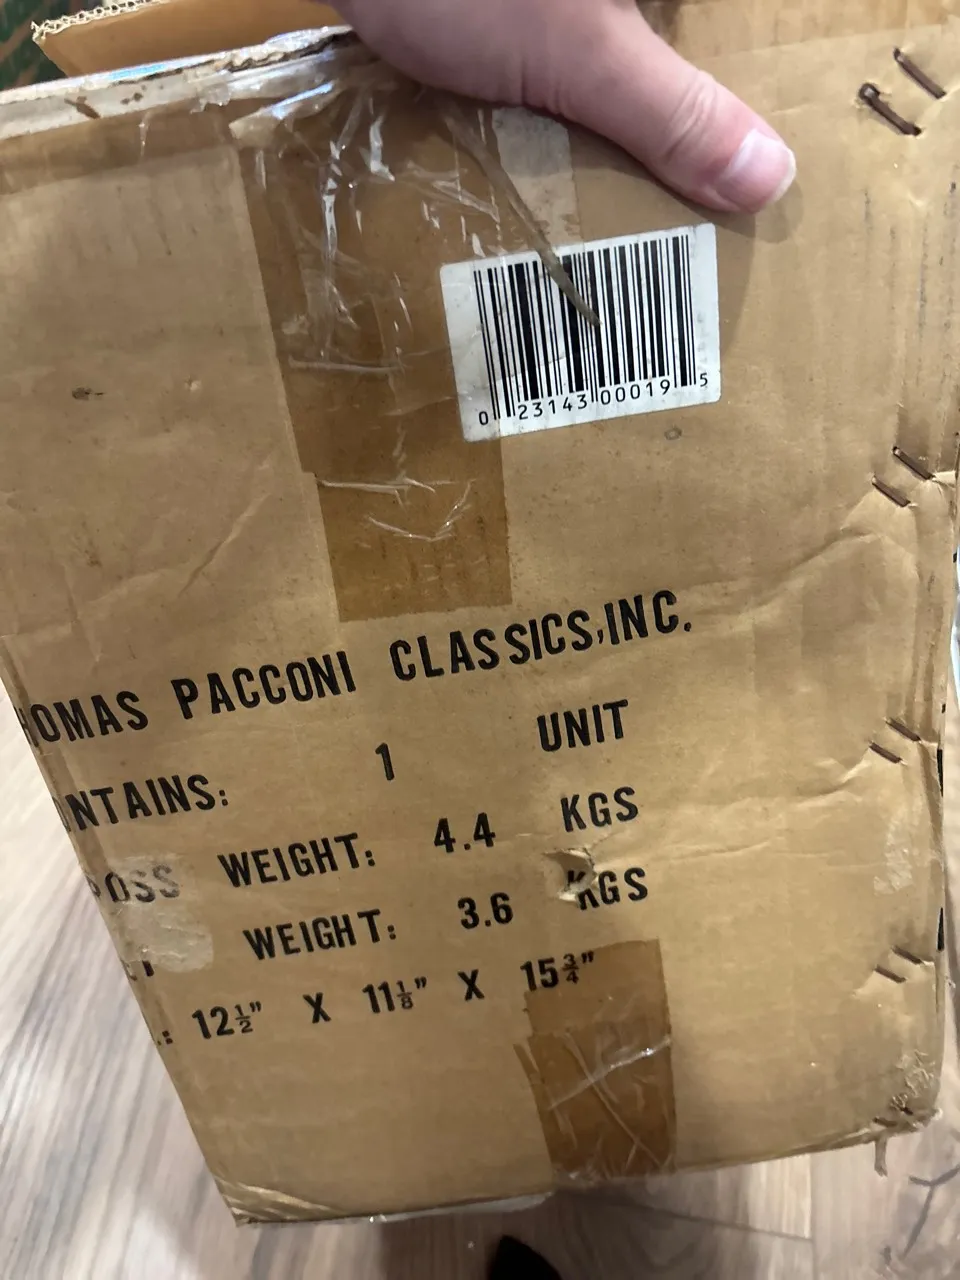 0 23143 00019 5
HOMAS PACCONI CLASSICS, INC.
NTAINS: 1 UNIT
OSS WEIGHT: 4.4 KGS
WEIGHT: 3.6 KGS
.: 12½" X 11⅛" X 15¾"